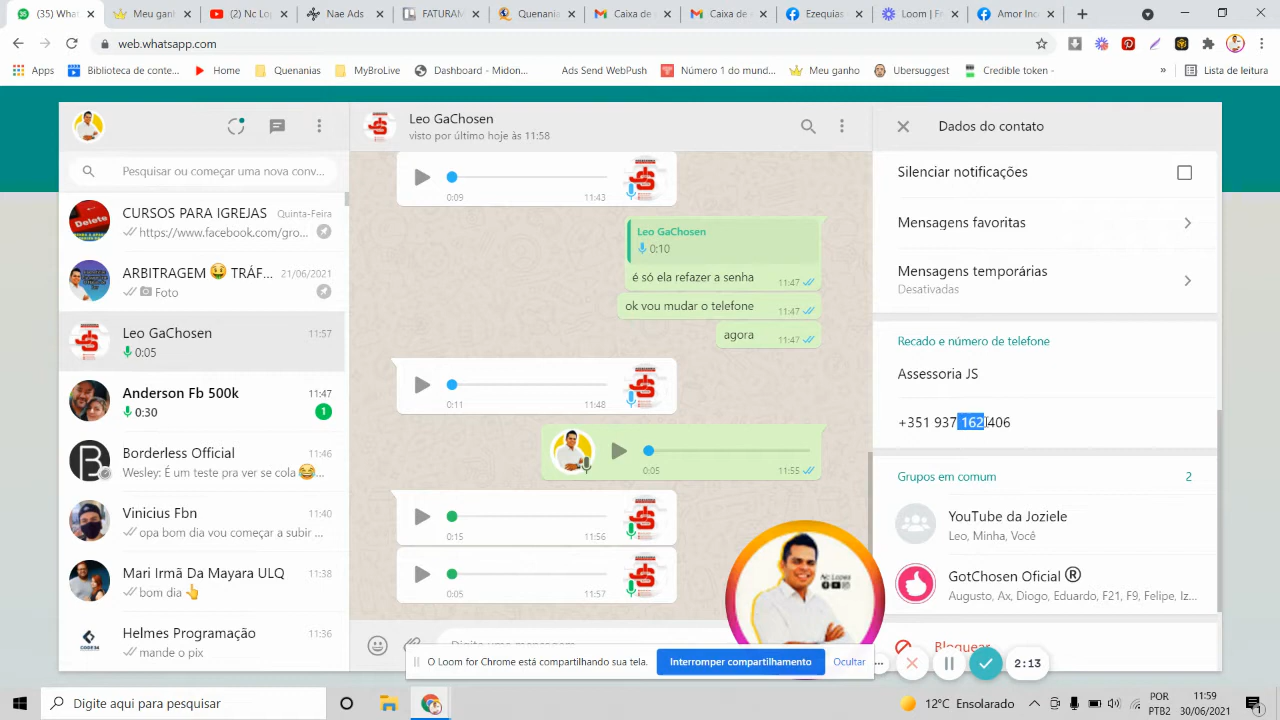 35 (35) What
(2) Nc Lop
Nae Ads
FATURAM
Quenanie
Caixa de
Caixa de
Ezequias
Loom | Fr
Amor Inc
web.whatsapp.com
Apps
Biblioteca de conte...
Home
Quenanias
MyBroLive
Dashboard - Midn...
Ads Send WebPush
Número 1 do mund...
Meu ganho
Ubersuggest
Credible token -
»
Lista de leitura
Pesquisar ou começar uma nova conv...
CURSOS PARA IGREJAS Quinta-Feira
https://www.facebook.com/gro...
ARBITRAGEM 🤑 TRÁF... 21/06/2021
Foto
Leo GaChosen 11:57
0:05
Anderson Fb 500k 11:47
0:30 1
Borderless Official 11:46
Wesley: É um teste pra ver se cola 😂
Vinicius Fbn 11:40
opa bom dia vou começar a subir ...
Mari Irmã Da Mayara ULQ 11:38
bom dia 👆
Helmes Programação 11:36
mande o pix
Leo GaChosen
visto por último hoje às 11:58
0:09 11:43
Leo GaChosen
0:10
é só ela refazer a senha 11:47
ok vou mudar o telefone 11:47
agora 11:47
0:11 11:48
0:05 11:55
0:15 11:56
0:05 11:57
Digite uma mensagem
Dados do contato
Silenciar notificações
Mensagens favoritas
Mensagens temporárias
Desativadas
Recado e número de telefone
Assessoria JS
+351 937 162 406
Grupos em comum 2
YouTube da Joziele
Leo, Minha, Você
GotChosen Oficial ®
Augusto, Ax, Diogo, Eduardo, F21, F9, Felipe, Iz...
Bloquear
Nc Lopes
O Loom for Chrome está compartilhando sua tela. Interromper compartilhamento Ocultar
2:13
Digite aqui para pesquisar
12°C Ensolarado
POR
PTB2
11:59
30/06/2021
1